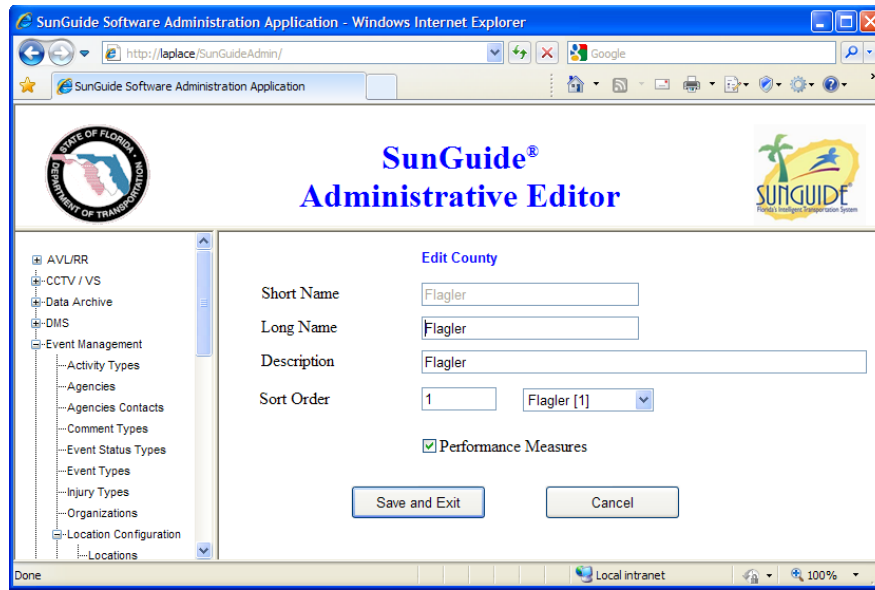 SunGuide Software Administration Application - Windows Internet Explorer
http://laplace/SunGuideAdmin/
Google
SunGuide Software Administration Application
STATE OF FLORIDA
DEPARTMENT OF TRANSPORTATION
SunGuide®
Administrative Editor
SUNGUIDE®
Florida's Intelligent Transportation System
AVL/RR
CCTV / VS
Data Archive
DMS
Event Management
Activity Types
Agencies
Agencies Contacts
Comment Types
Event Status Types
Event Types
Injury Types
Organizations
Location Configuration
Locations
Edit County
Short Name
Flagler
Long Name
Flagler
Description
Flagler
Sort Order
1
Flagler [1]
Performance Measures
Save and Exit
Cancel
Done
Local intranet
100%